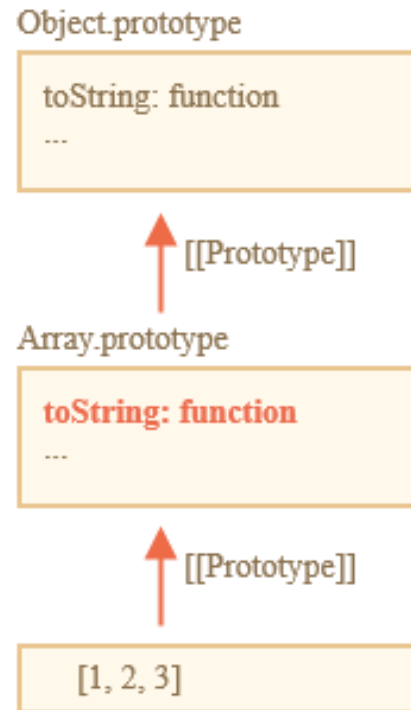 Object.prototype
toString: function
...
[[Prototype]]
Array.prototype
toString: function
...
[[Prototype]]
[1, 2, 3]